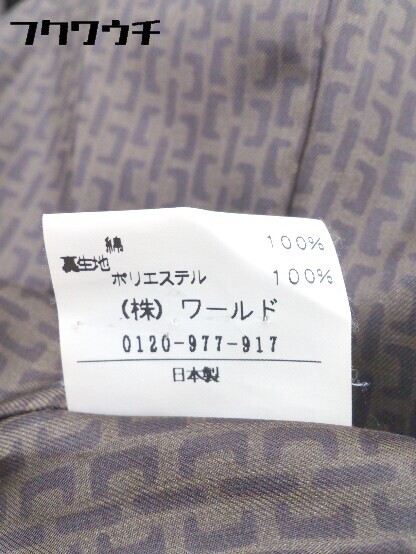 フクワウチ
綿 100%
裏生地
ポリエステル 100%
(株) ワールド
0120-977-917
日本製